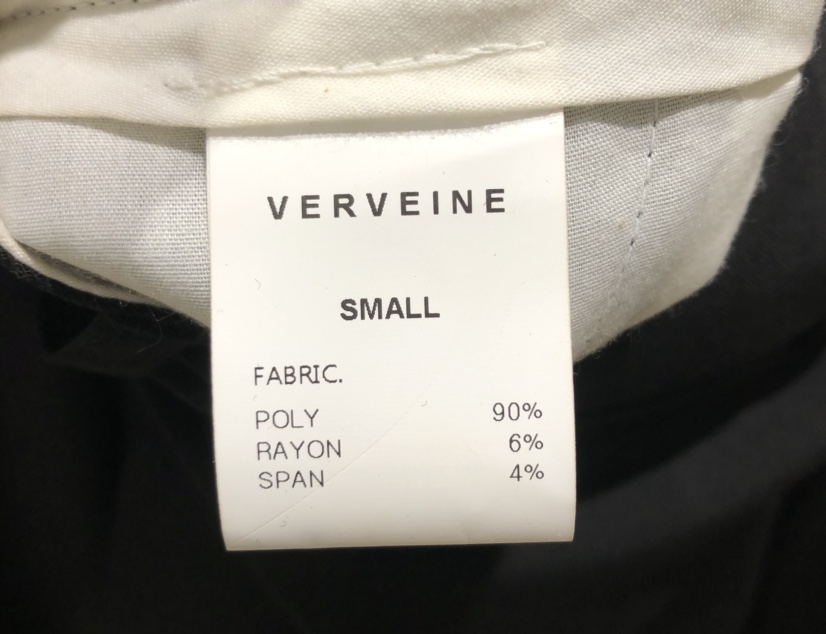 VERVEINE
SMALL
FABRIC.
POLY 90%
RAYON 6%
SPAN 4%